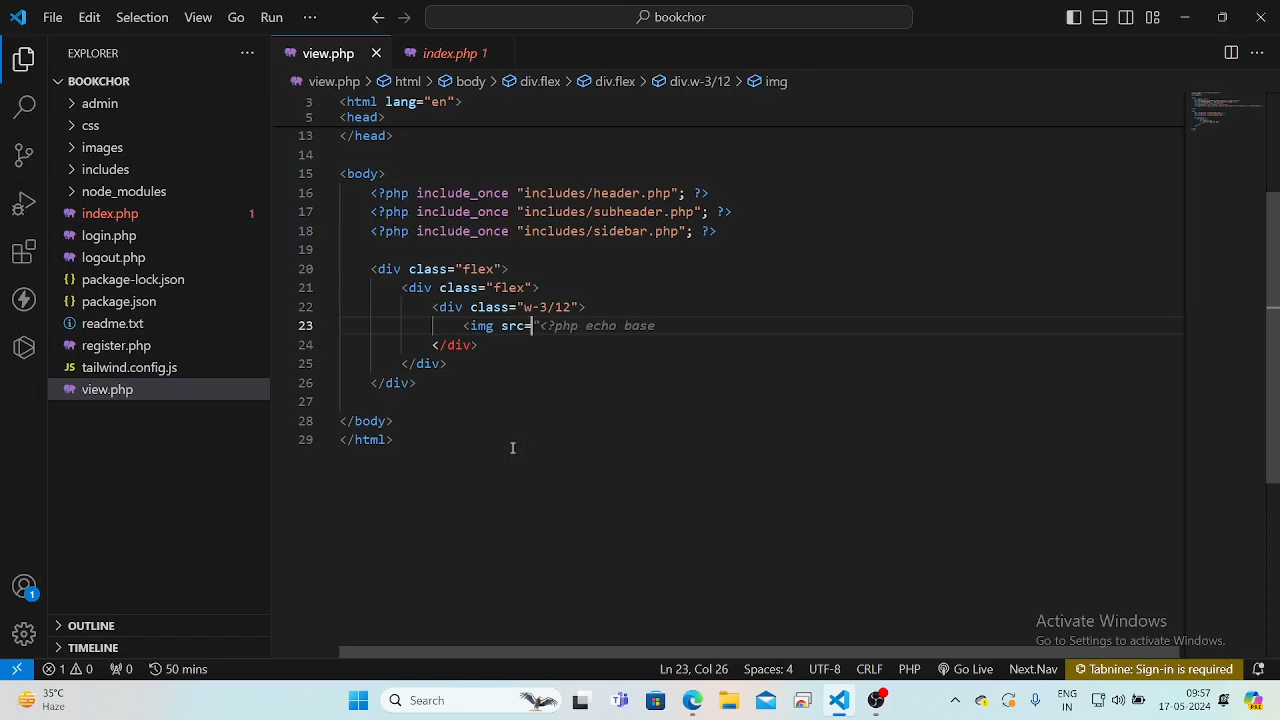 File Edit Selection View Go Run ··· bookchor
EXPLORER ···
BOOKCHOR
admin
css
images
includes
node_modules
index.php 1
login.php
logout.php
package-lock.json
package.json
readme.txt
register.php
JS tailwind.config.js
view.php
OUTLINE
TIMELINE
view.php index.php 1
view.php > html > body > div.flex > div.flex > div.w-3/12 > img
3 <html lang="en">
5 <head>
13 </head>
14
15 <body>
16 <?php include_once "includes/header.php"; ?>
17 <?php include_once "includes/subheader.php"; ?>
18 <?php include_once "includes/sidebar.php"; ?>
19
20 <div class="flex">
21 <div class="flex">
22 <div class="w-3/12">
23 <img src="<?php echo base
24 </div>
25 </div>
26 </div>
27
28 </body>
29 </html>
Activate Windows
Go to Settings to activate Windows.
1
1 0 0 50 mins Ln 23, Col 26 Spaces: 4 UTF-8 CRLF PHP Go Live Next.Nav Tabnine: Sign-in is required
35°C
Haze
Search
ENG
IN
09:57
17-05-2024